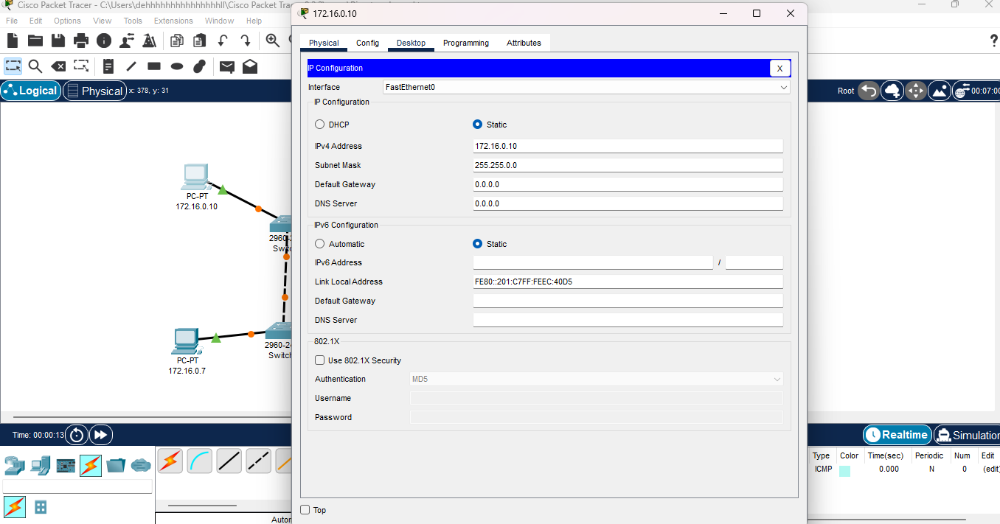 Cisco Packet Tracer - C:\Users\dehhhhhhhhhhhhhhhll\Cisco Packet Trac
172.16.0.10
File Edit Options View Tools Extensions Window Help
Physical Config Desktop Programming Attributes
IP Configuration X
Interface FastEthernet0
Logical Physical x: 378, y: 31
Root 00:07:00
IP Configuration
DHCP Static
IPv4 Address 172.16.0.10
Subnet Mask 255.255.0.0
Default Gateway 0.0.0.0
DNS Server 0.0.0.0
IPv6 Configuration
Automatic Static
IPv6 Address /
Link Local Address FE80::201:C7FF:FEEC:40D5
Default Gateway
DNS Server
802.1X
Use 802.1X Security
Authentication MD5
Username
Password
Top
PC-PT
172.16.0.10
2960-2
Switc
2960-24
Switch
PC-PT
172.16.0.7
Time: 00:00:13
Realtime Simulation
Type Color Time(sec) Periodic Num Edit
ICMP 0.000 N 0 (edit)
Autor